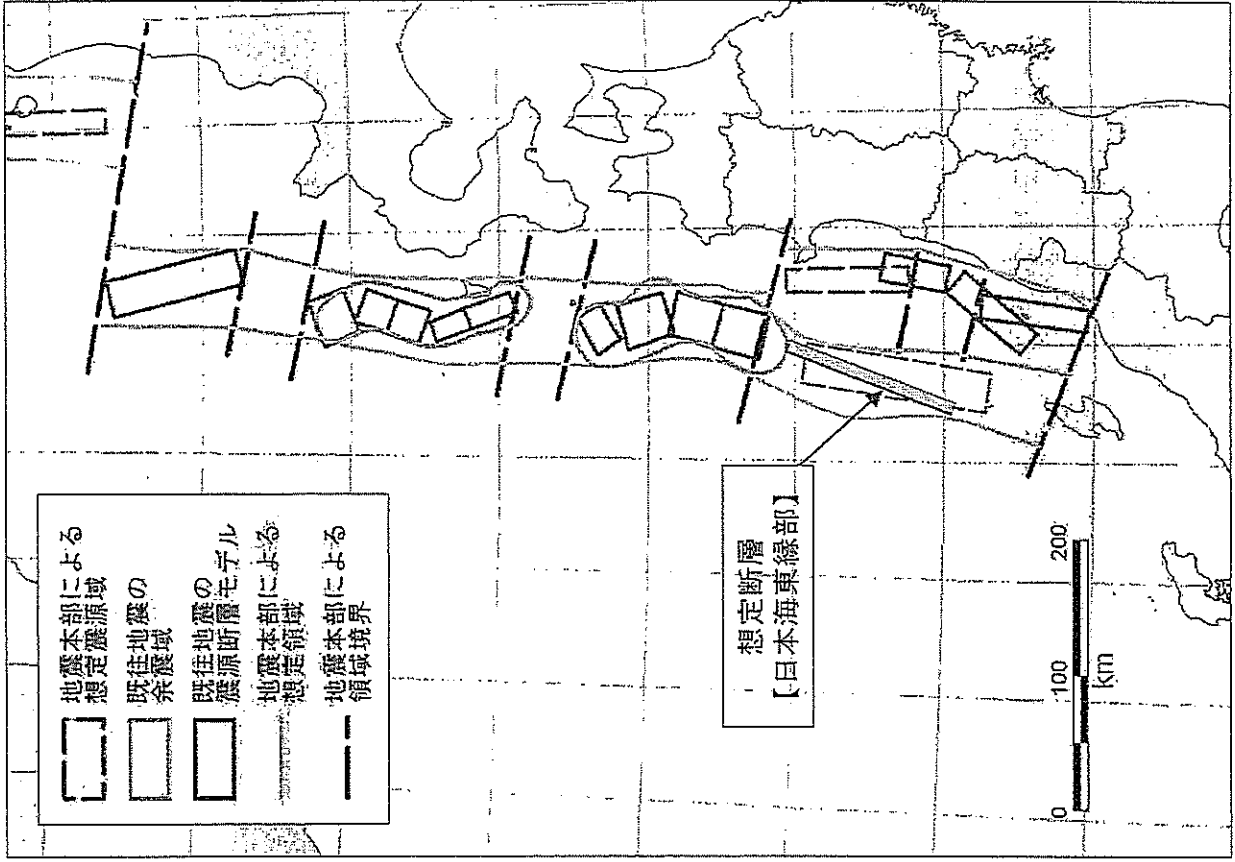 地震本部による
想定震源域
既往地震の
余震域
既往地震の
震源断層モデル
地震本部による
想定領域
地震本部による
領域境界
想定断層
【日本海東縁部】
0 100 200
km